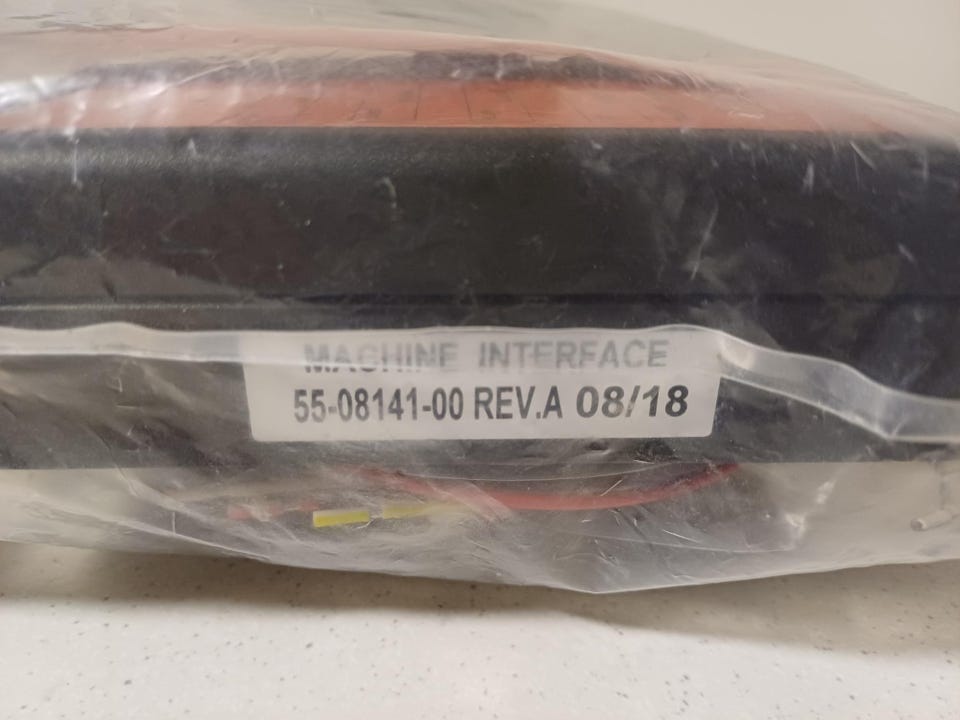 MACHINE INTERFACE
55-08141-00 REV.A 08/18